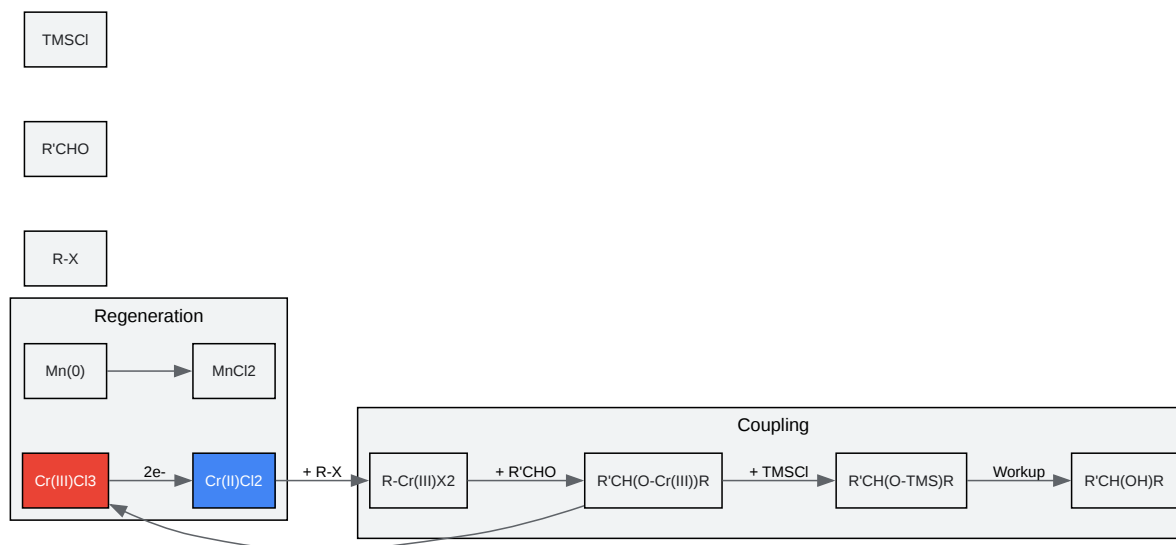 TMSCl
R'CHO
R-X
Regeneration
Mn(0)
MnCl2
Coupling
Cr(III)Cl3
2e-
Cr(II)Cl2
+ R-X
R-Cr(III)X2
+ R'CHO
R'CH(O-Cr(III))R
+ TMSCl
R'CH(O-TMS)R
Workup
R'CH(OH)R